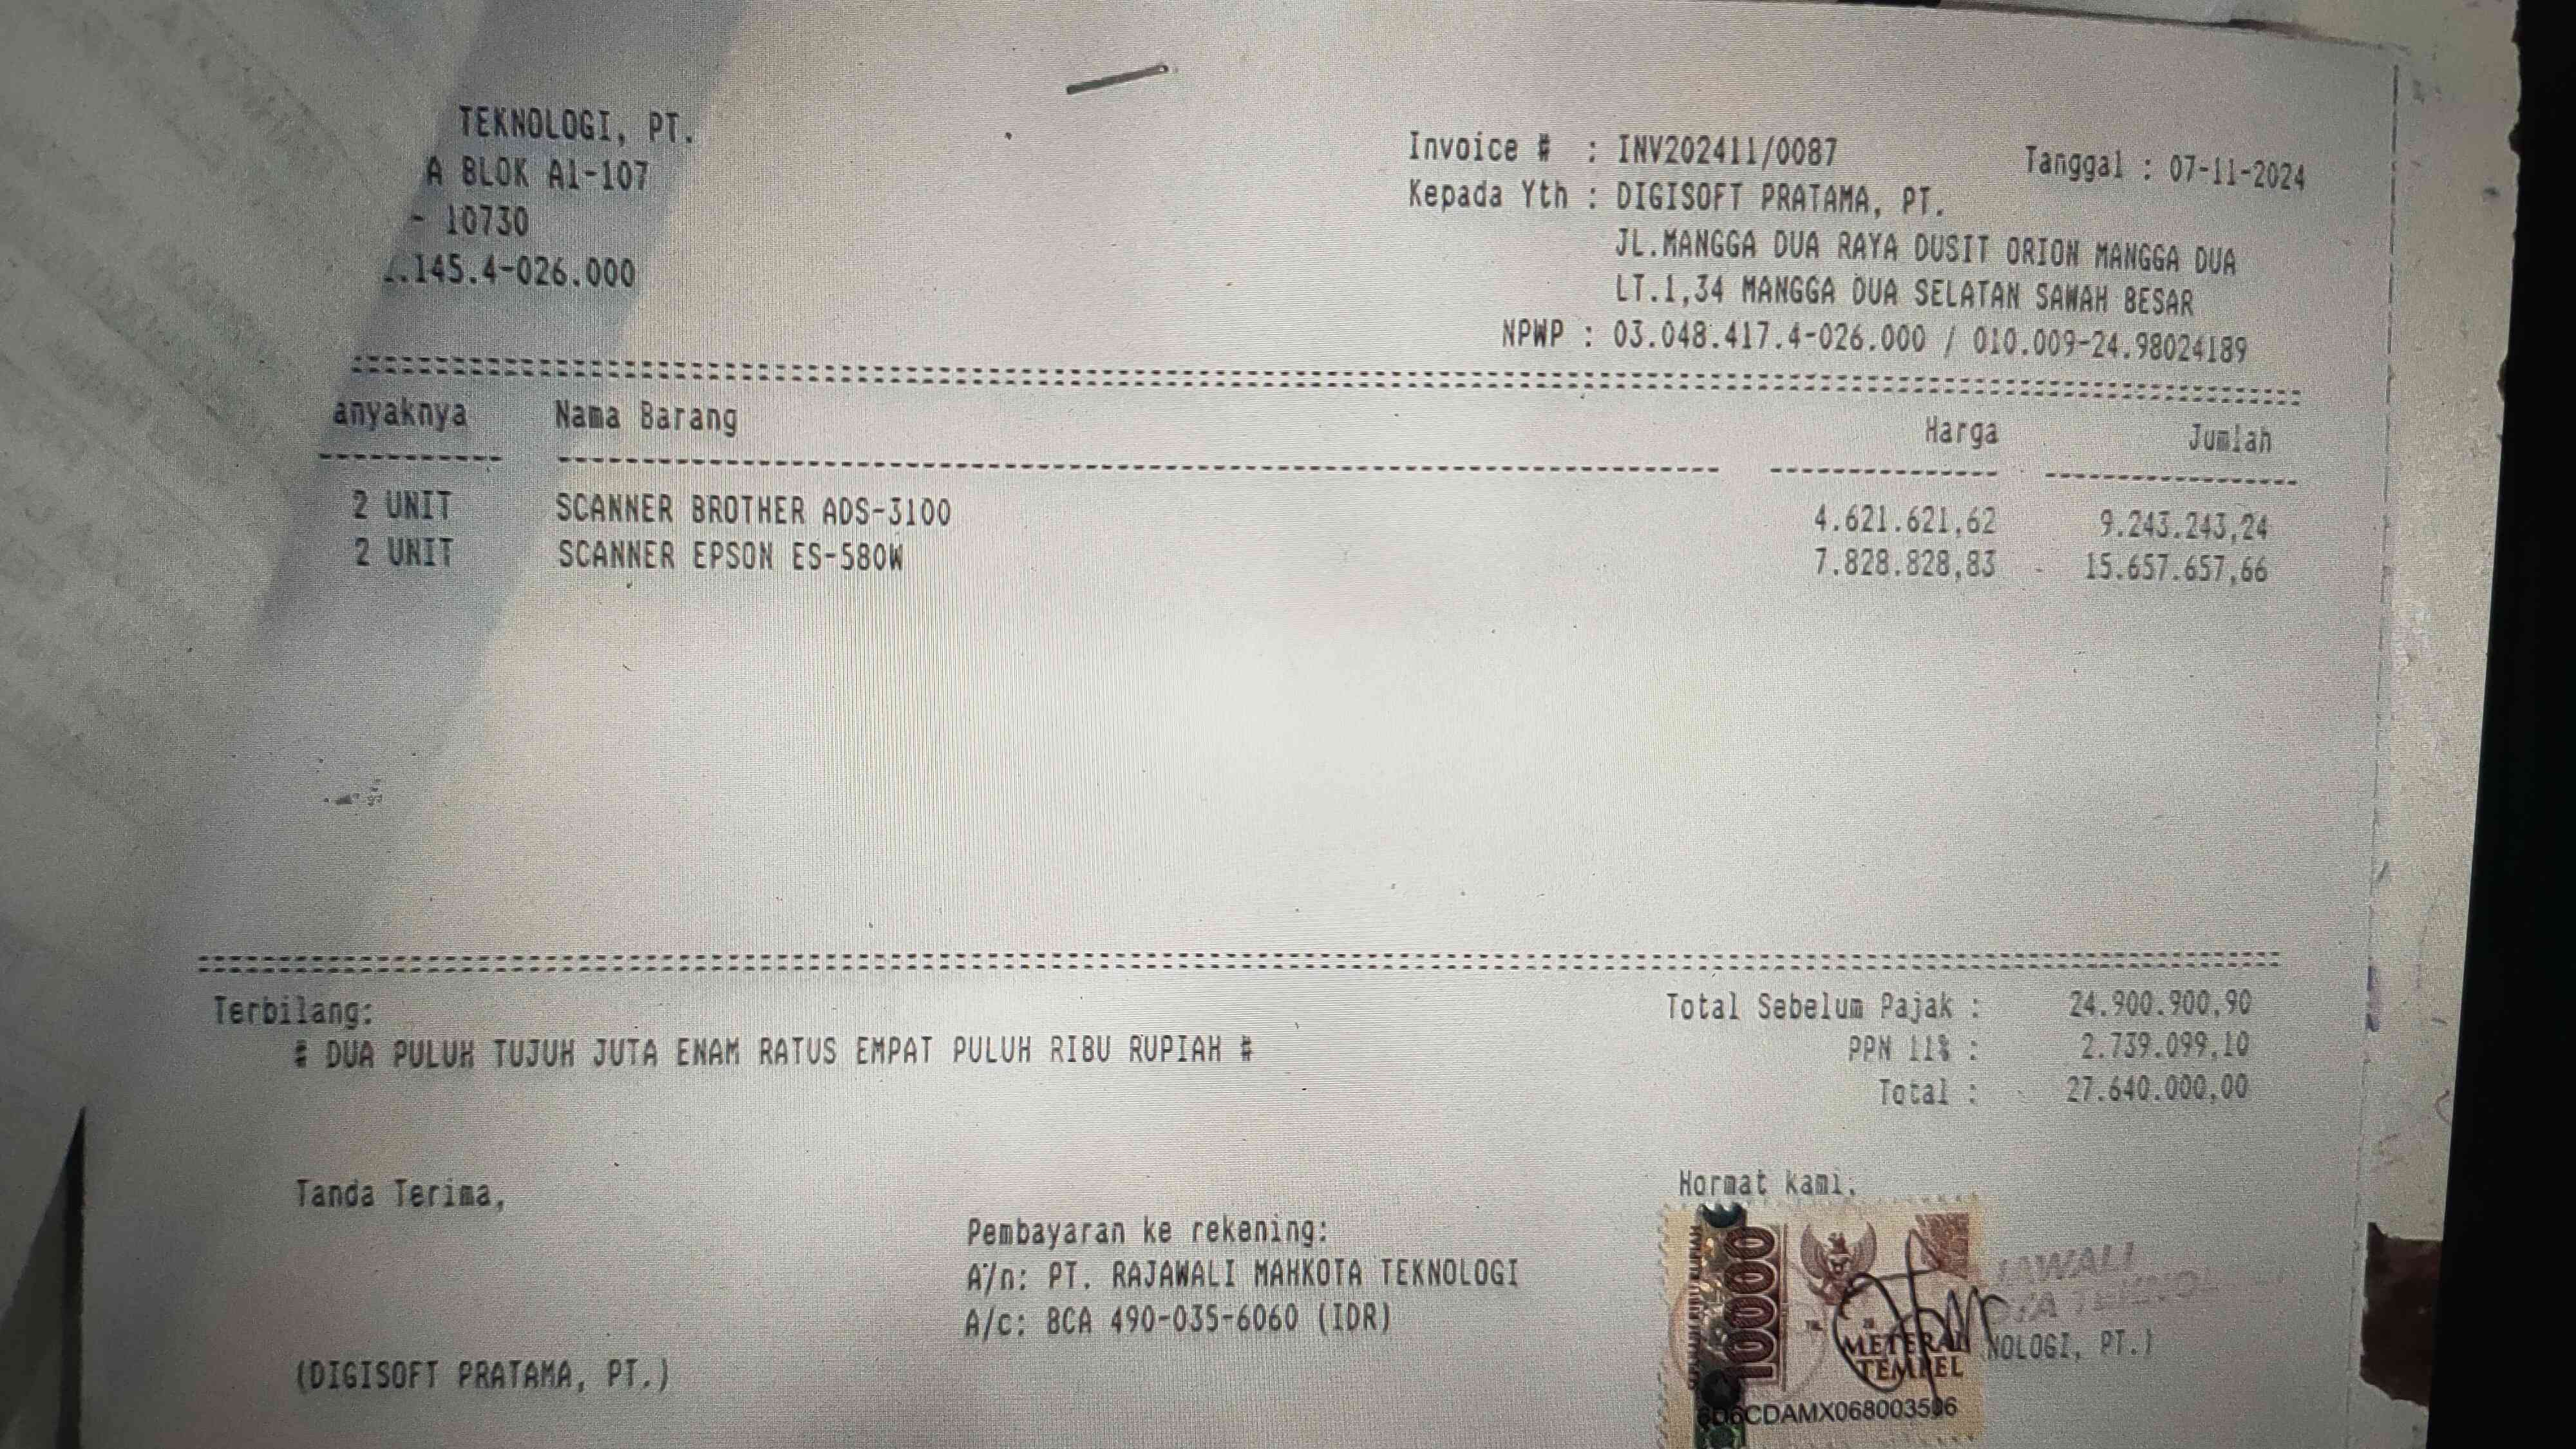 TEKNOLOGI, PT.
A BLOK A1-107
- 10730
.145.4-026.000
Invoice # : INV202411/0087 Tanggal : 07-11-2024
Kepada Yth : DIGISOFT PRATAMA, PT.
JL.MANGGA DUA RAYA DUSIT ORION MANGGA DUA
LT.1,34 MANGGA DUA SELATAN SAWAH BESAR
NPWP : 03.048.417.4-026.000 / 010.009-24.98024189
anyaknya Nama Barang Harga Jumlah
2 UNIT SCANNER BROTHER ADS-3100 4.621.621,62 9.243.243,24
2 UNIT SCANNER EPSON ES-580W 7.828.828,83 15.657.657,66
Terbilang:
# DUA PULUH TUJUH JUTA ENAM RATUS EMPAT PULUH RIBU RUPIAH #
Total Sebelum Pajak : 24.900.900,90
PPN 11% : 2.739.099,10
Total : 27.640.000,00
Tanda Terima,
(DIGISOFT PRATAMA, PT.)
Pembayaran ke rekening:
A/n: PT. RAJAWALI MAHKOTA TEKNOLOGI
A/c: BCA 490-035-6060 (IDR)
Hormat kami,
10000
METERAI
TEMPEL
CDAMX068003506
AWALI
TEKNOL
NOLOGI, PT.)